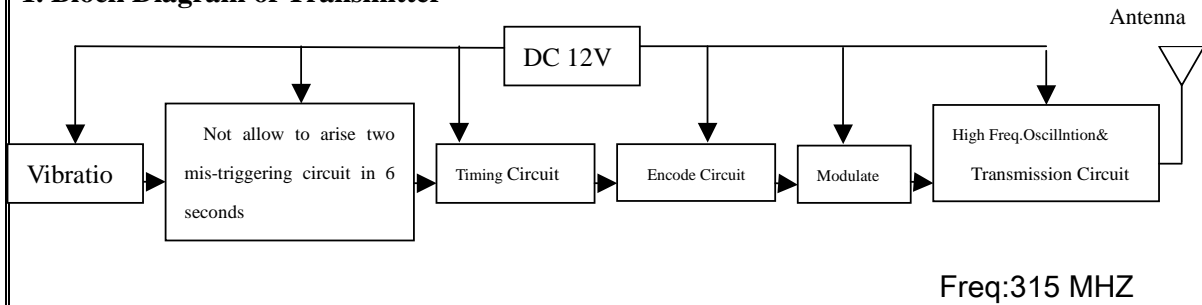 1. Block Diagram of Transmitter
Antenna
DC 12V
Not allow to arise two
mis-triggering circuit in 6
seconds
High Freq.Oscillntion&
Transmission Circuit
Vibratio
Timing Circuit
Encode Circuit
Modulate
Freq:315 MHZ